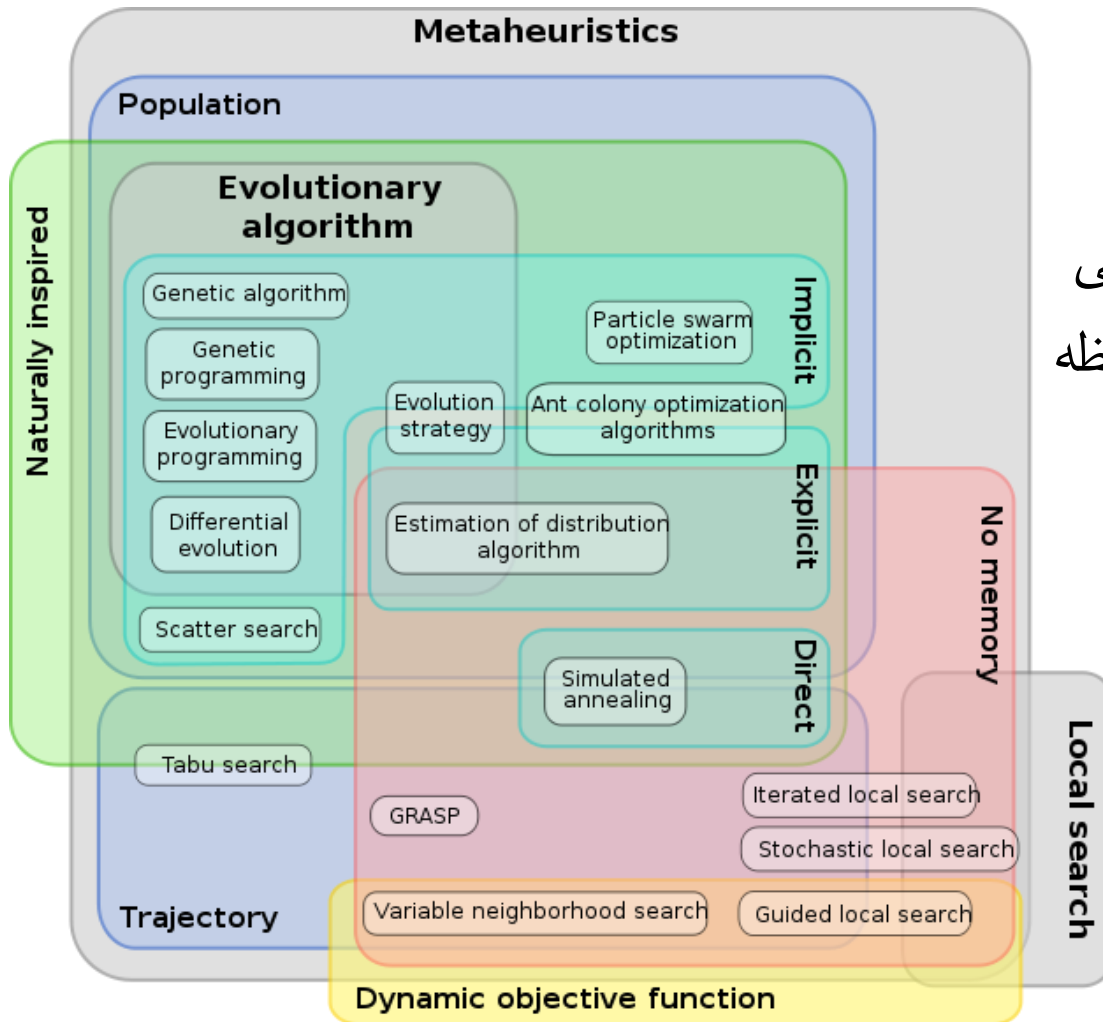 Metaheuristics
Population
Naturally inspired
Evolutionary
algorithm
Implicit
Genetic algorithm
Particle swarm
optimization
Genetic
programming
Evolution
strategy
Ant colony optimization
algorithms
Evolutionary
programming
Explicit
No memory
Differential
evolution
Estimation of distribution
algorithm
Scatter search
Direct
Simulated
annealing
Local search
Tabu search
Iterated local search
GRASP
Stochastic local search
Trajectory
Variable neighborhood search
Guided local search
Dynamic objective function